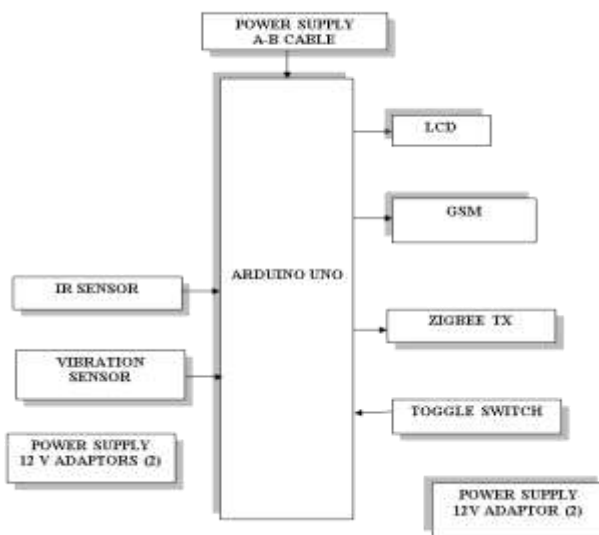 POWER SUPPLY
A-B CABLE
LCD
GSM
ARDUINO UNO
IR SENSOR
ZIGBEE TX
VIBRATION
SENSOR
TOGGLE SWITCH
POWER SUPPLY
12 V ADAPTORS (2)
POWER SUPPLY
12V ADAPTOR (2)